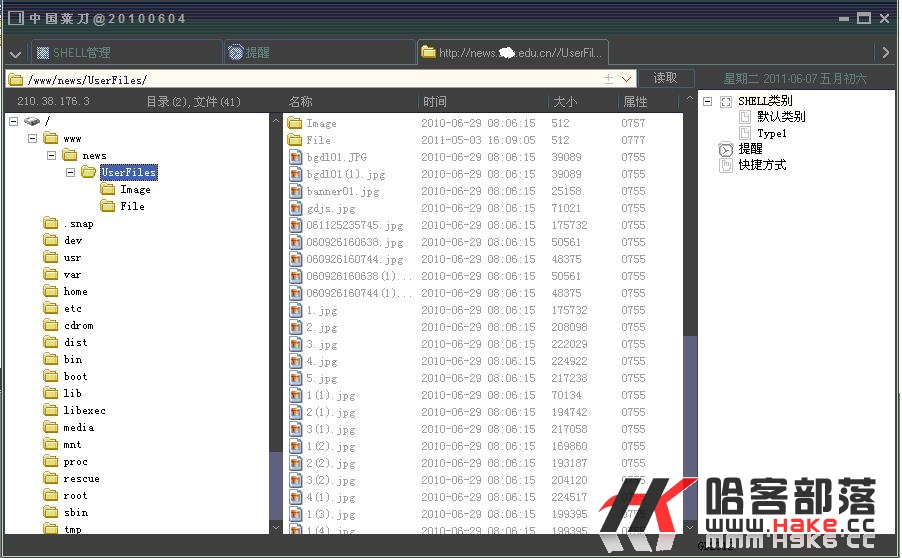 中国菜刀@20100604
SHELL管理
提醒
http://news. .edu.cn//UserFil...
/www/news/UserFiles/
读取
星期二 2011-06-07 五月初六
210.38.176.3
目录(2),文件(41)
名称 时间 大小 属性
/
www
news
UserFiles
Image
File
.snap
dev
usr
var
home
etc
cdrom
dist
bin
boot
lib
libexec
media
mnt
proc
rescue
root
sbin
tmp
Image 2010-06-29 08:06:15 512 0757
File 2011-05-03 16:09:05 512 0777
bgdl01.JPG 2010-06-29 08:06:15 39089 0755
bgdl01(1).jpg 2010-06-29 08:06:15 39089 0755
banner01.jpg 2010-06-29 08:06:15 25158 0755
gdjs.jpg 2010-06-29 08:06:15 71021 0755
061125235745.jpg 2010-06-29 08:06:15 175732 0755
060926160638.jpg 2010-06-29 08:06:15 50561 0755
060926160744.jpg 2010-06-29 08:06:15 48375 0755
060926160638(1)... 2010-06-29 08:06:15 50561 0755
060926160744(1)... 2010-06-29 08:06:15 48375 0755
1.jpg 2010-06-29 08:06:15 175732 0755
2.jpg 2010-06-29 08:06:15 208098 0755
3.jpg 2010-06-29 08:06:15 222029 0755
4.jpg 2010-06-29 08:06:15 224922 0755
5.jpg 2010-06-29 08:06:15 217238 0755
1(1).jpg 2010-06-29 08:06:15 70134 0755
2(1).jpg 2010-06-29 08:06:15 194742 0755
3(1).jpg 2010-06-29 08:06:15 217058 0755
1(2).jpg 2010-06-29 08:06:15 169860 0755
2(2).jpg 2010-06-29 08:06:15 193187 0755
3(2).jpg 2010-06-29 08:06:15 204120 0755
4(1).jpg 2010-06-29 08:06:15 224517 0755
1(3).jpg 2010-06-29 08:06:15 199395 0755
1(4).jpg 2010-06-29 08:06:15 199395 0755
SHELL类别
默认类别
Type1
提醒
快捷方式
哈客部落
www.Hake.cc